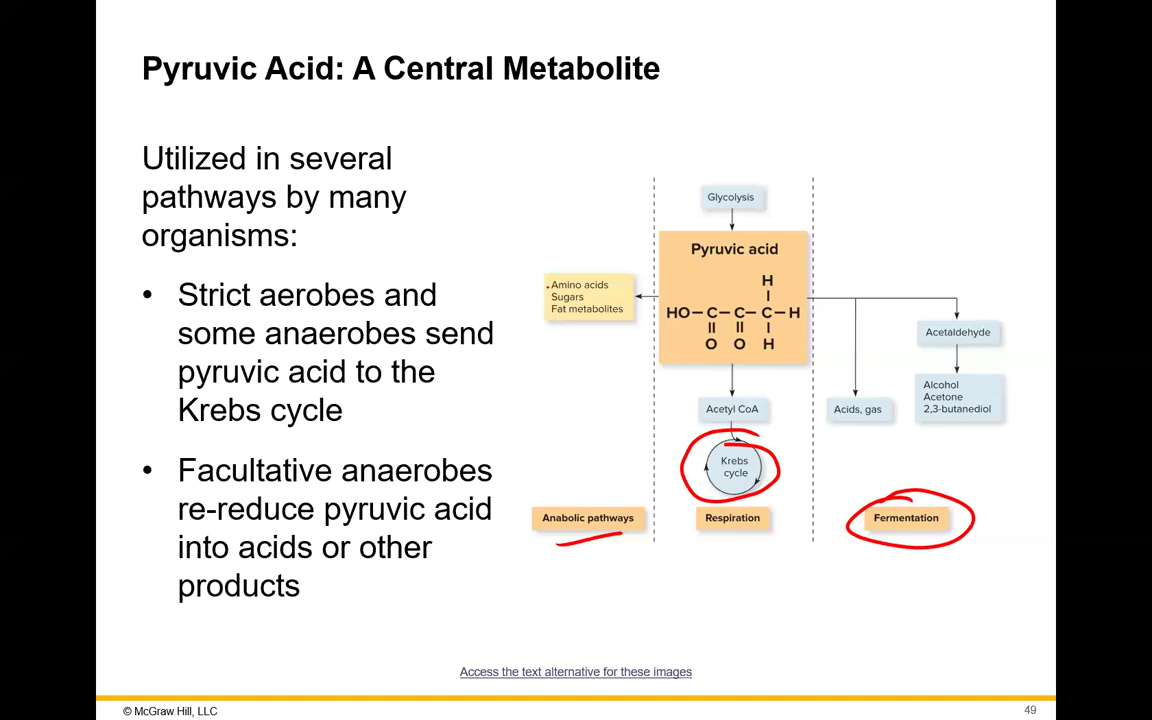 Pyruvic Acid: A Central Metabolite
Utilized in several
pathways by many
organisms:
• Strict aerobes and
some anaerobes send
pyruvic acid to the
Krebs cycle
• Facultative anaerobes
re-reduce pyruvic acid
into acids or other
products
Glycolysis
Pyruvic acid
H
HO–C–C–C–H
O O H
Amino acids
Sugars
Fat metabolites
Acetyl CoA
Krebs
cycle
Acids, gas
Acetaldehyde
Alcohol
Acetone
2,3-butanediol
Anabolic pathways
Respiration
Fermentation
Access the text alternative for these images
© McGraw Hill, LLC
49